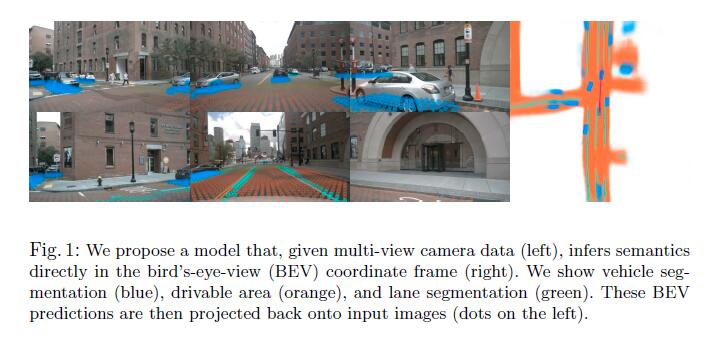 Fig. 1: We propose a model that, given multi-view camera data (left), infers semantics
directly in the bird's-eye-view (BEV) coordinate frame (right). We show vehicle seg-
mentation (blue), drivable area (orange), and lane segmentation (green). These BEV
predictions are then projected back onto input images (dots on the left).